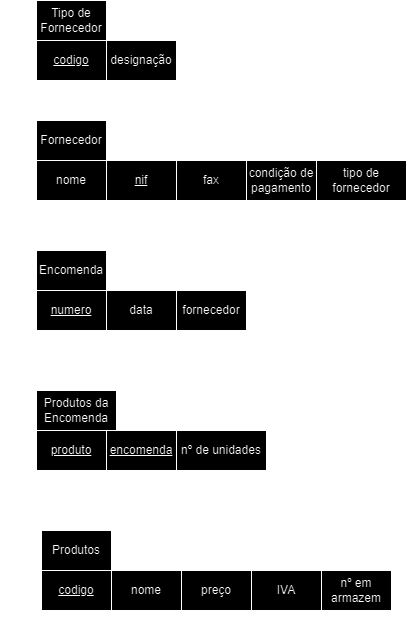 Tipo de
Fornecedor
codigo designação
Fornecedor
nome nif fax condição de pagamento tipo de fornecedor
Encomenda
numero data fornecedor
Produtos da
Encomenda
produto encomenda nº de unidades
Produtos
codigo nome preço IVA nº em armazem